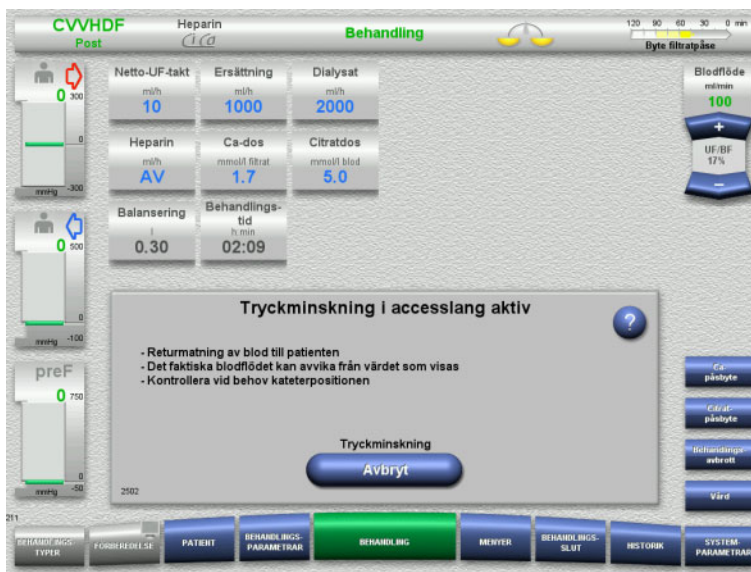 CVVHDF
Post
Heparin
Ci Ca
Behandling
120 90 60 30 0 min
Byte filtratpåse
0
300
0
-300
mmHg
Netto-UF-takt
ml/h
10
Ersättning
ml/h
1000
Dialysat
ml/h
2000
Blodflöde
ml/min
100
+
UF/BF
17%
–
Heparin
ml/h
AV
Ca-dos
mmol/l filtrat
1.7
Citratdos
mmol/l blod
5.0
Balansering
l
0.30
Behandlings-
tid
h:min
02:09
0
500
0
-100
mmHg
preF
0
750
0
-50
mmHg
Tryckminskning i accesslang aktiv
?
- Returmatning av blod till patienten
- Det faktiska blodflödet kan avvika från värdet som visas
- Kontrollera vid behov kateterpositionen
Tryckminskning
Avbryt
2502
Ca-
påsbyte
Citrat-
påsbyte
Behandlings-
avbrott
Vård
211
BEHANDLINGS-
TYPER
FÖRBEREDELSE
PATIENT
BEHANDLINGS-
PARAMETRAR
BEHANDLING
MENYER
BEHANDLINGS-
SLUT
HISTORIK
SYSTEM-
PARAMETRAR